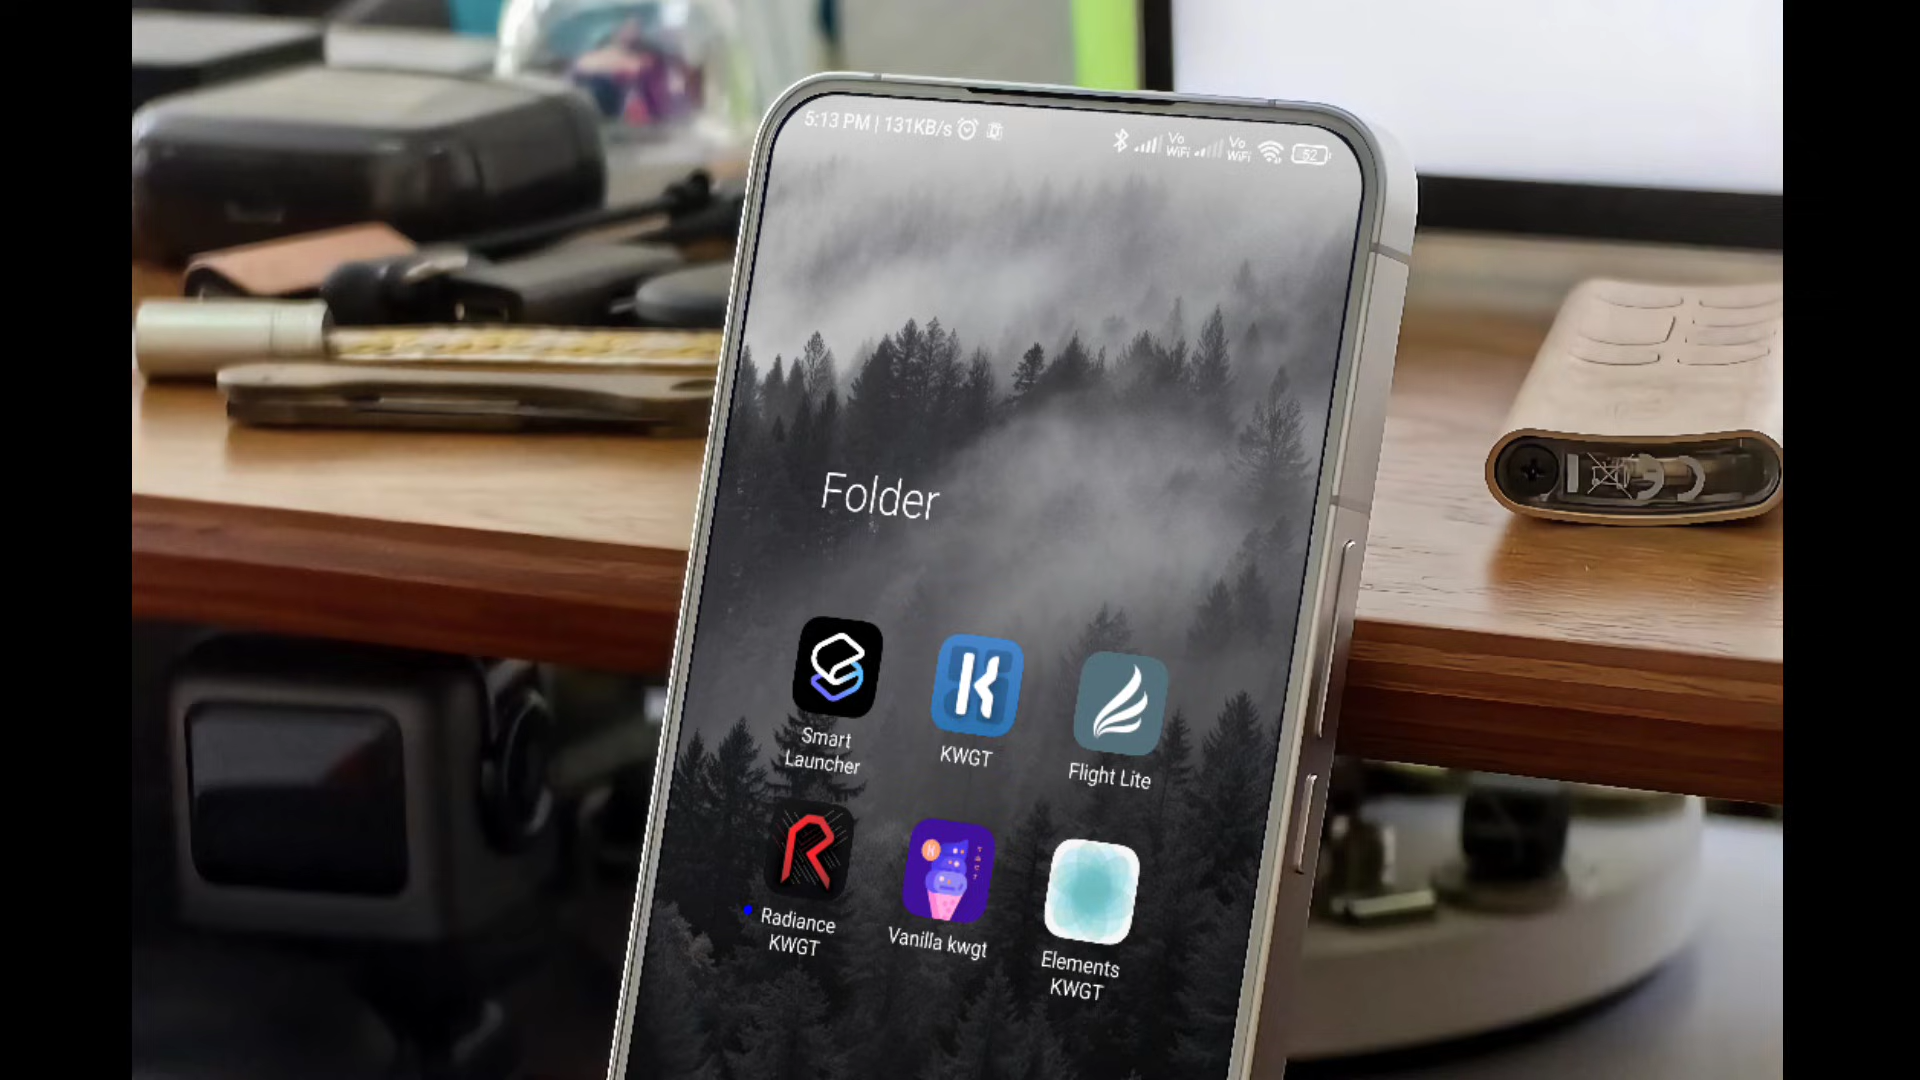 5:13 PM | 131KB/s
Vo WiFi Vo WiFi 52
Folder
Smart Launcher
KWGT
Flight Lite
Radiance KWGT
Vanilla kwgt
Elements KWGT